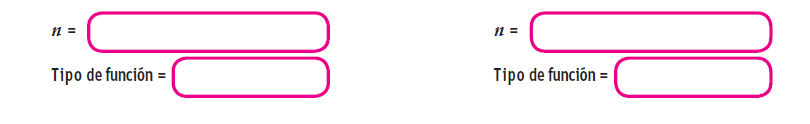 n =
Tipo de función =
n =
Tipo de función =